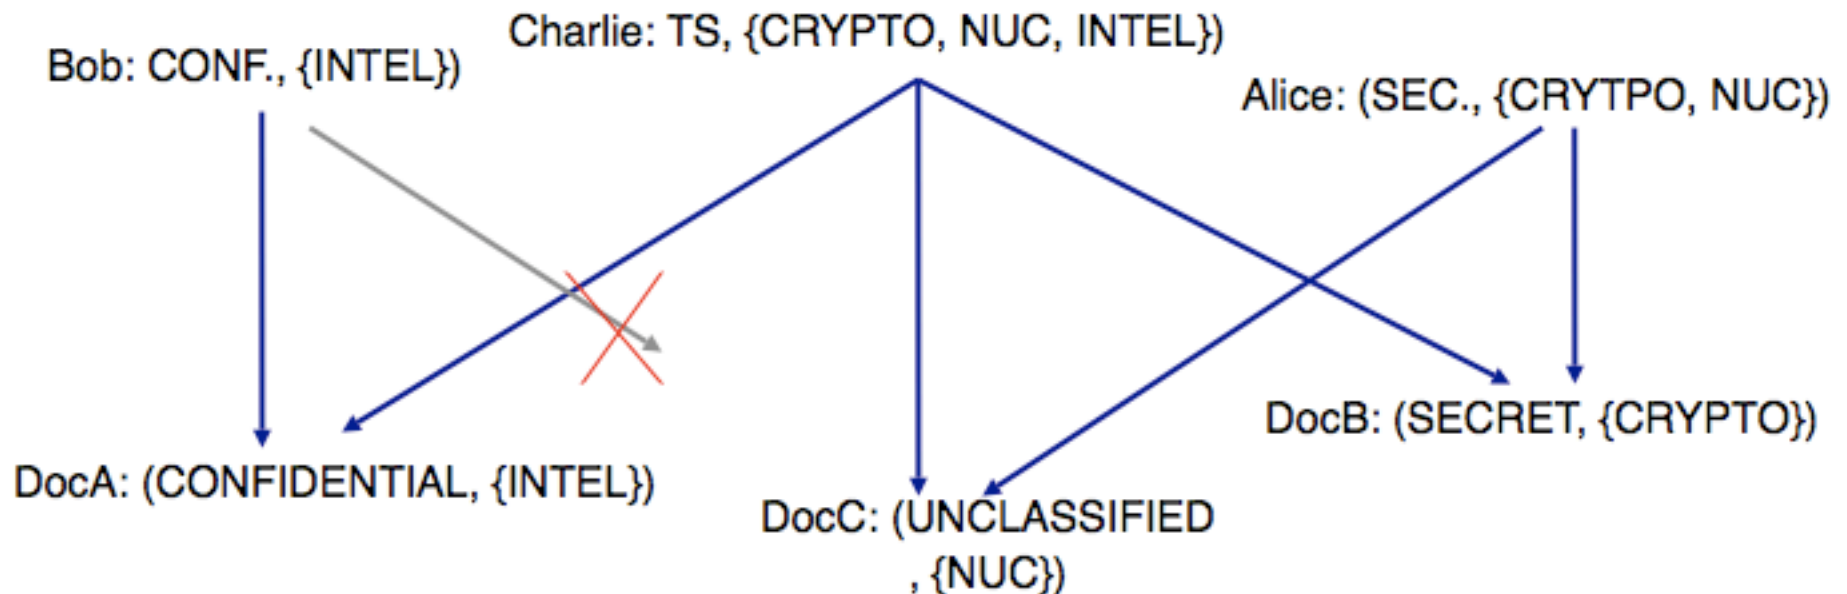 Bob: CONF., {INTEL})
Charlie: TS, {CRYPTO, NUC, INTEL})
Alice: (SEC., {CRYTPO, NUC})
DocA: (CONFIDENTIAL, {INTEL})
DocC: (UNCLASSIFIED
, {NUC})
DocB: (SECRET, {CRYPTO})